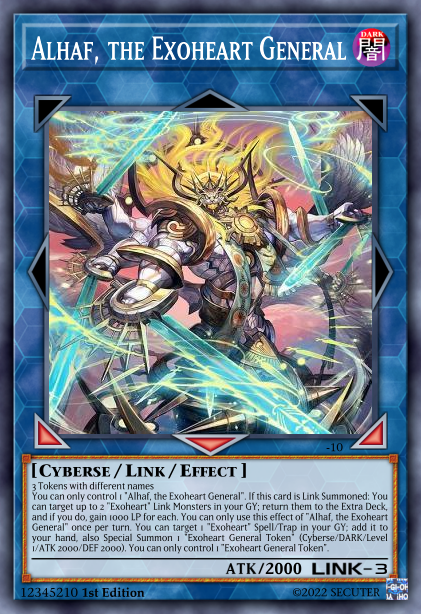 Alhaf, the Exoheart General
DARK
闇
-10
[Cyberse / Link / Effect ]
3 Tokens with different names
You can only control 1 "Alhaf, the Exoheart General". If this card is Link Summoned: You
can target up to 2 "Exoheart" Link Monsters in your GY; return them to the Extra Deck,
and if you do, gain 1000 LP for each. You can only use this effect of "Alhaf, the Exoheart
General" once per turn. You can target 1 "Exoheart" Spell/Trap in your GY; add it to
your hand, also Special Summon 1 "Exoheart General Token" (Cyberse/DARK/Level
1/ATK 2000/DEF 2000). You can only control 1 "Exoheart General Token".
ATK/2000 LINK-3
12345210 1st Edition ©2022 SECUTER